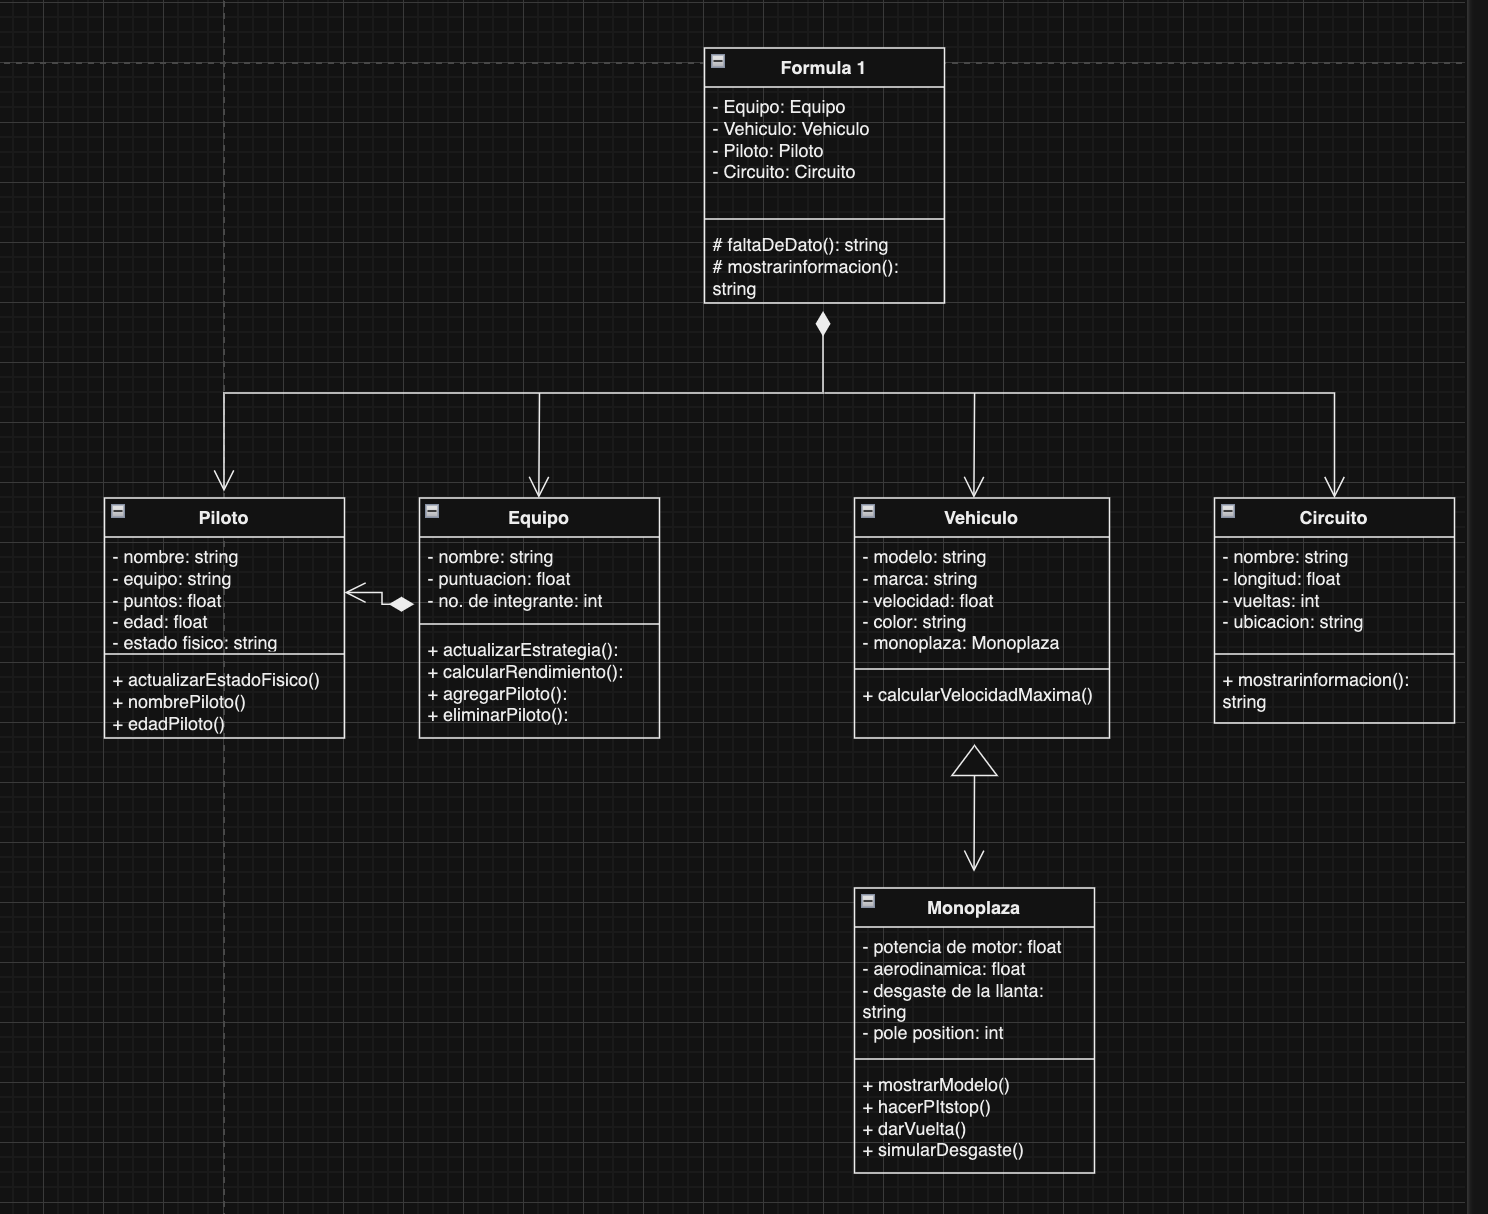 Formula 1
- Equipo: Equipo
- Vehiculo: Vehiculo
- Piloto: Piloto
- Circuito: Circuito
# faltaDeDato(): string
# mostrarinformacion():
string
Piloto
- nombre: string
- equipo: string
- puntos: float
- edad: float
- estado fisico: string
+ actualizarEstadoFisico()
+ nombrePiloto()
+ edadPiloto()
Equipo
- nombre: string
- puntuacion: float
- no. de integrante: int
+ actualizarEstrategia():
+ calcularRendimiento():
+ agregarPiloto():
+ eliminarPiloto():
Vehiculo
- modelo: string
- marca: string
- velocidad: float
- color: string
- monoplaza: Monoplaza
+ calcularVelocidadMaxima()
Circuito
- nombre: string
- longitud: float
- vueltas: int
- ubicacion: string
+ mostrarinformacion():
string
Monoplaza
- potencia de motor: float
- aerodinamica: float
- desgaste de la llanta:
string
- pole position: int
+ mostrarModelo()
+ hacerPItstop()
+ darVuelta()
+ simularDesgaste()